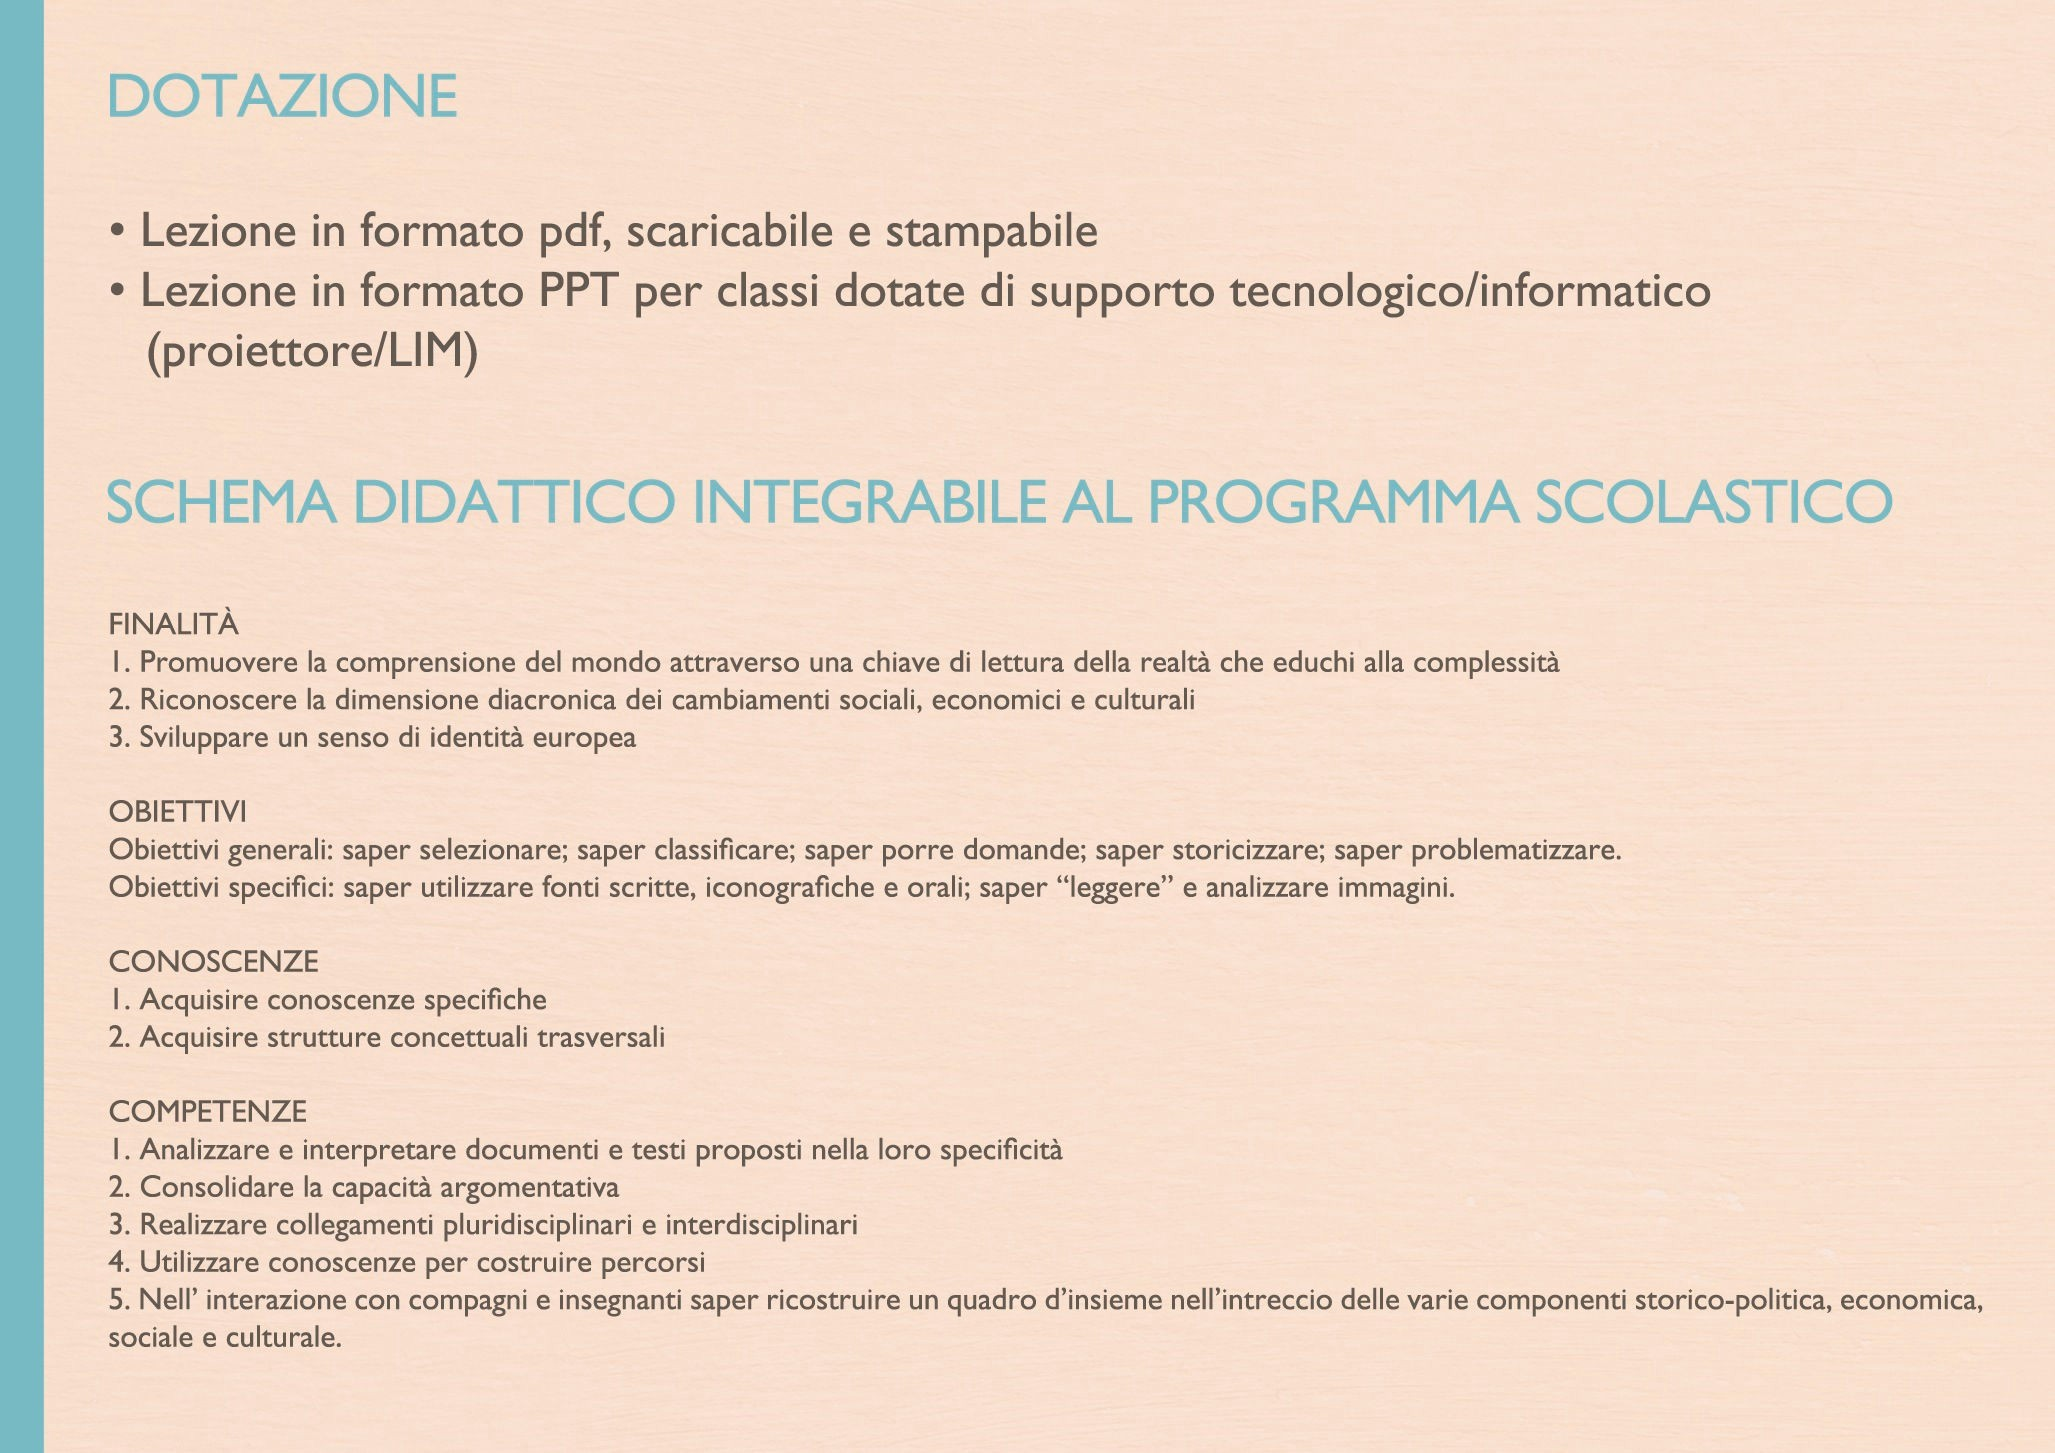 DOTAZIONE
• Lezione in formato pdf, scaricabile e stampabile
• Lezione in formato PPT per classi dotate di supporto tecnologico/informatico
(proiettore/LIM)
SCHEMA DIDATTICO INTEGRABILE AL PROGRAMMA SCOLASTICO
FINALITÀ
1. Promuovere la comprensione del mondo attraverso una chiave di lettura della realtà che educhi alla complessità
2. Riconoscere la dimensione diacronica dei cambiamenti sociali, economici e culturali
3. Sviluppare un senso di identità europea
OBIETTIVI
Obiettivi generali: saper selezionare; saper classificare; saper porre domande; saper storicizzare; saper problematizzare.
Obiettivi specifici: saper utilizzare fonti scritte, iconografiche e orali; saper “leggere” e analizzare immagini.
CONOSCENZE
1. Acquisire conoscenze specifiche
2. Acquisire strutture concettuali trasversali
COMPETENZE
1. Analizzare e interpretare documenti e testi proposti nella loro specificità
2. Consolidare la capacità argomentativa
3. Realizzare collegamenti pluridisciplinari e interdisciplinari
4. Utilizzare conoscenze per costruire percorsi
5. Nell’ interazione con compagni e insegnanti saper ricostruire un quadro d’insieme nell’intreccio delle varie componenti storico-politica, economica,
sociale e culturale.